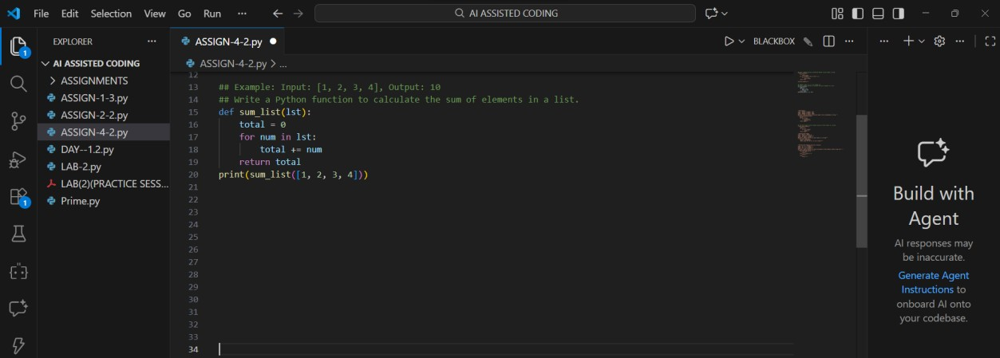 File Edit Selection View Go Run ··· AI ASSISTED CODING
EXPLORER ···
AI ASSISTED CODING
ASSIGNMENTS
ASSIGN-1-3.py
ASSIGN-2-2.py
ASSIGN-4-2.py
DAY--1.2.py
LAB-2.py
LAB(2)(PRACTICE SESS...
Prime.py
1
1
ASSIGN-4-2.py
BLACKBOX ···
ASSIGN-4-2.py > ...
12
13 ## Example: Input: [1, 2, 3, 4], Output: 10
14 ## Write a Python function to calculate the sum of elements in a list.
15 def sum_list(lst):
16     total = 0
17     for num in lst:
18         total += num
19     return total
20 print(sum_list([1, 2, 3, 4]))
21
22
23
24
25
26
27
28
29
30
31
32
33
34
··· ···
Build with
Agent
AI responses may
be inaccurate.
Generate Agent
Instructions to
onboard AI onto
your codebase.